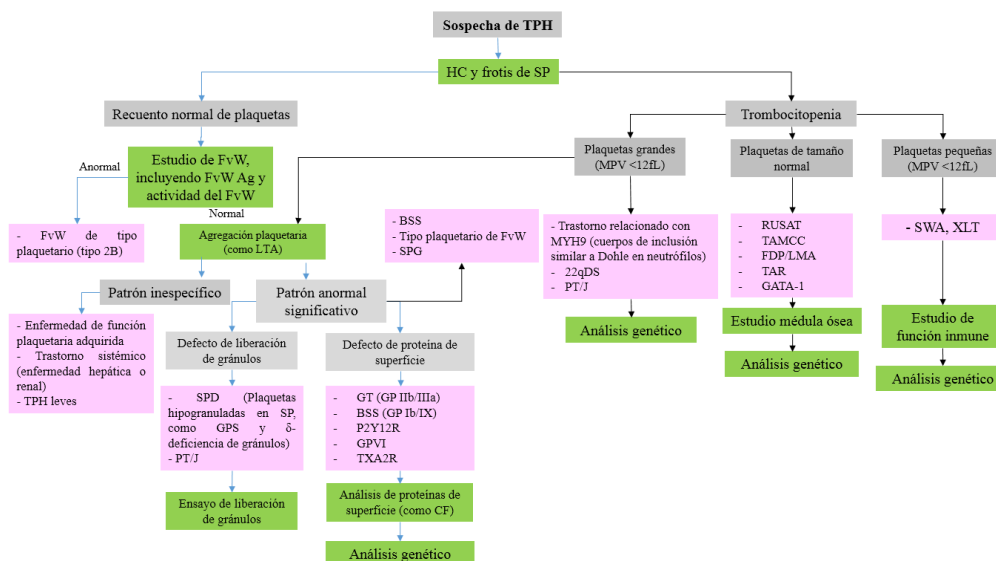 Sospecha de TPH
HC y frotis de SP
Recuento normal de plaquetas
Trombocitopenia
Anormal
Estudio de FvW,
incluyendo FvW Ag y
actividad del FvW
Normal
Plaquetas grandes
(MPV <12fL)
Plaquetas de tamaño
normal
Plaquetas pequeñas
(MPV <12fL)
- FvW de tipo
plaquetario (tipo 2B)
Agregación plaquetaria
(como LTA)
- BSS
- Tipo plaquetario de FvW
- SPG
- Trastorno relacionado con
MYH9 (cuerpos de inclusión
similar a Dohle en neutrófilos)
- 22qDS
- PT/J
- RUSAT
- TAMCC
- FDP/LMA
- TAR
- GATA-1
- SWA, XLT
Patrón inespecífico
Patrón anormal
significativo
Análisis genético
Estudio médula ósea
Análisis genético
Estudio de
función inmune
Análisis genético
- Enfermedad de función
plaquetaria adquirida
- Trastorno sistémico
(enfermedad hepática o
renal)
- TPH leves
Defecto de liberación
de gránulos
Defecto de proteína de
superficie
- SPD (Plaquetas
hipogranuladas en SP,
como GPS y δ-
deficiencia de gránulos)
- PT/J
- GT (GP IIb/IIIa)
- BSS (GP Ib/IX)
- P2Y12R
- GPVI
- TXA2R
Ensayo de liberación
de gránulos
Análisis de proteínas de
superficie (como CF)
Análisis genético